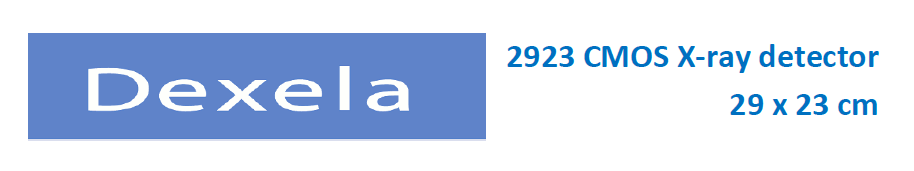 Dexela
2923 CMOS X-ray detector
29 x 23 cm